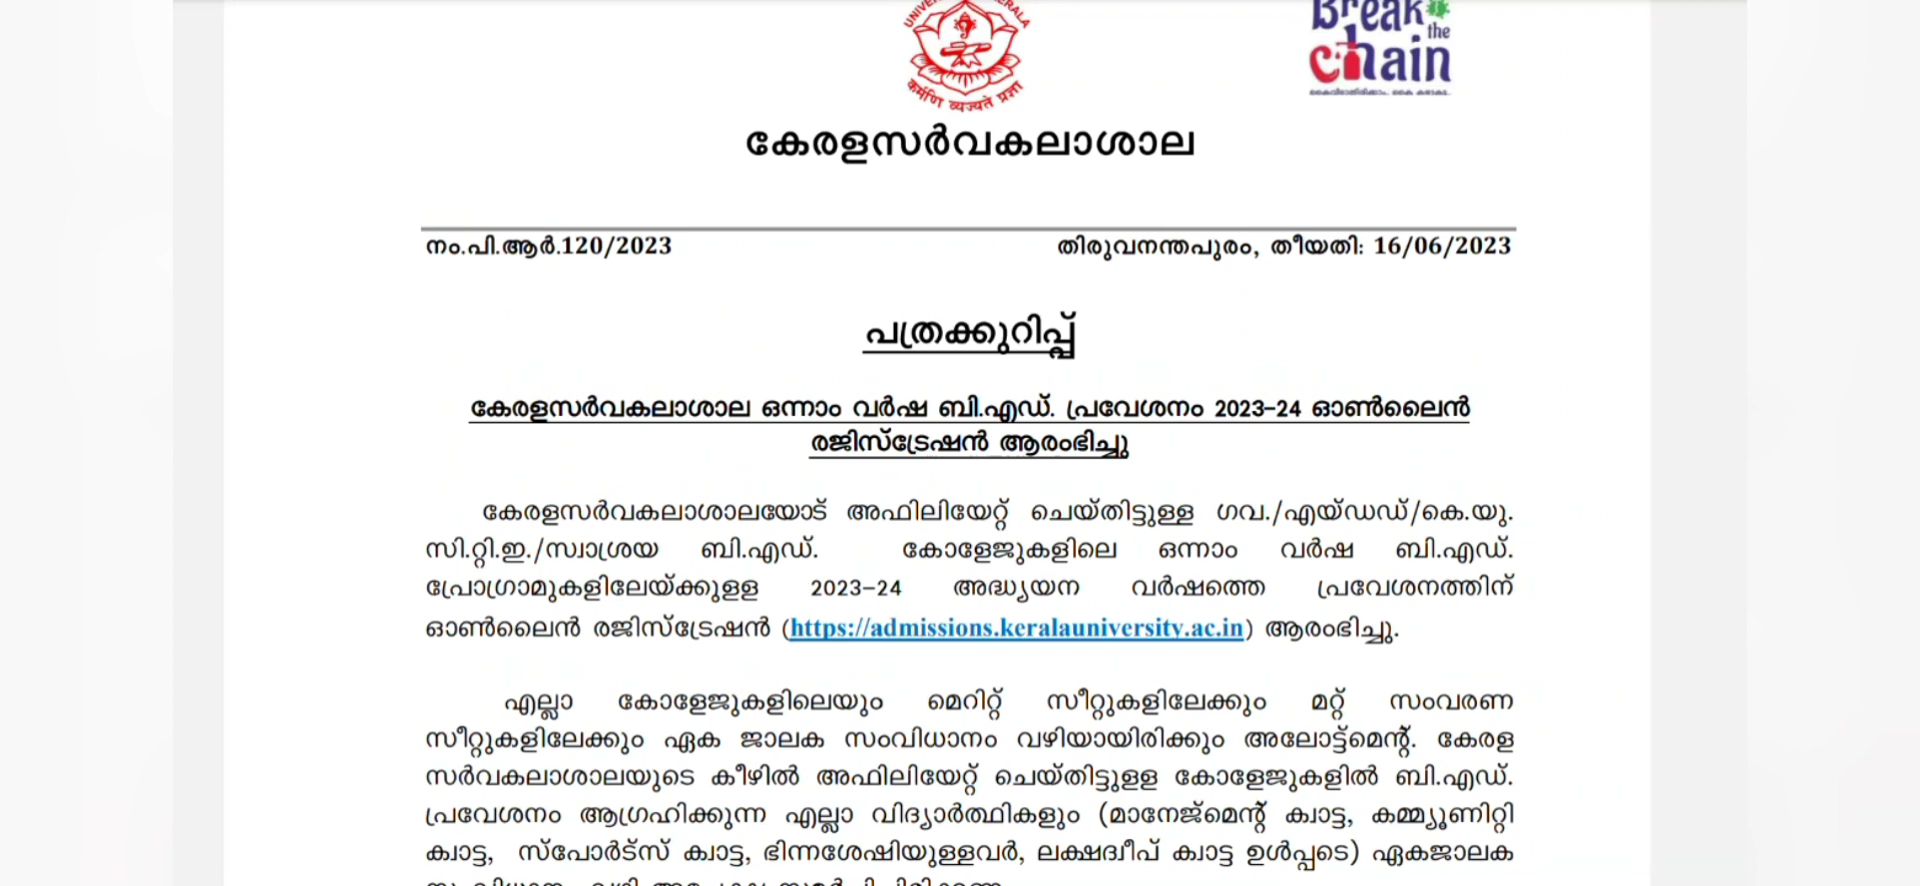 Break
the
chain
കേരളസർവകലാശാല
നം.പി.ആർ.120/2023 തിരുവനന്തപുരം, തീയതി: 16/06/2023
പത്രക്കുറിപ്പ്
കേരളസർവകലാശാല ഒന്നാം വർഷ ബി.എഡ്. പ്രവേശനം 2023-24 ഓൺലൈൻ
രജിസ്ട്രേഷൻ ആരംഭിച്ചു
കേരളസർവകലാശാലയോട് അഫിലിയേറ്റ് ചെയ്തിട്ടുള്ള ഗവ./എയ്ഡഡ്/കെ.യു.
സി.റ്റി.ഇ./സ്വാശ്രയ ബി.എഡ്. കോളേജുകളിലെ ഒന്നാം വർഷ ബി.എഡ്.
പ്രോഗ്രാമുകളിലേയ്ക്കുളള 2023-24 അദ്ധ്യയന വർഷത്തെ പ്രവേശനത്തിന്
ഓൺലൈൻ രജിസ്ട്രേഷൻ (https://admissions.keralauniversity.ac.in) ആരംഭിച്ചു.
എല്ലാ കോളേജുകളിലെയും മെറിറ്റ് സീറ്റുകളിലേക്കും മറ്റ് സംവരണ
സീറ്റുകളിലേക്കും ഏക ജാലക സംവിധാനം വഴിയായിരിക്കും അലോട്ട്മെന്റ്. കേരള
സർവകലാശാലയുടെ കീഴിൽ അഫിലിയേറ്റ് ചെയ്തിട്ടുളള കോളേജുകളിൽ ബി.എഡ്.
പ്രവേശനം ആഗ്രഹിക്കുന്ന എല്ലാ വിദ്യാർത്ഥികളും (മാനേജ്മെന്റ് ക്വാട്ട, കമ്മ്യൂണിറ്റി
ക്വാട്ട, സ്പോർട്സ് ക്വാട്ട, ഭിന്നശേഷിയുള്ളവർ, ലക്ഷദ്വീപ് ക്വാട്ട ഉൾപ്പടെ) ഏകജാലക